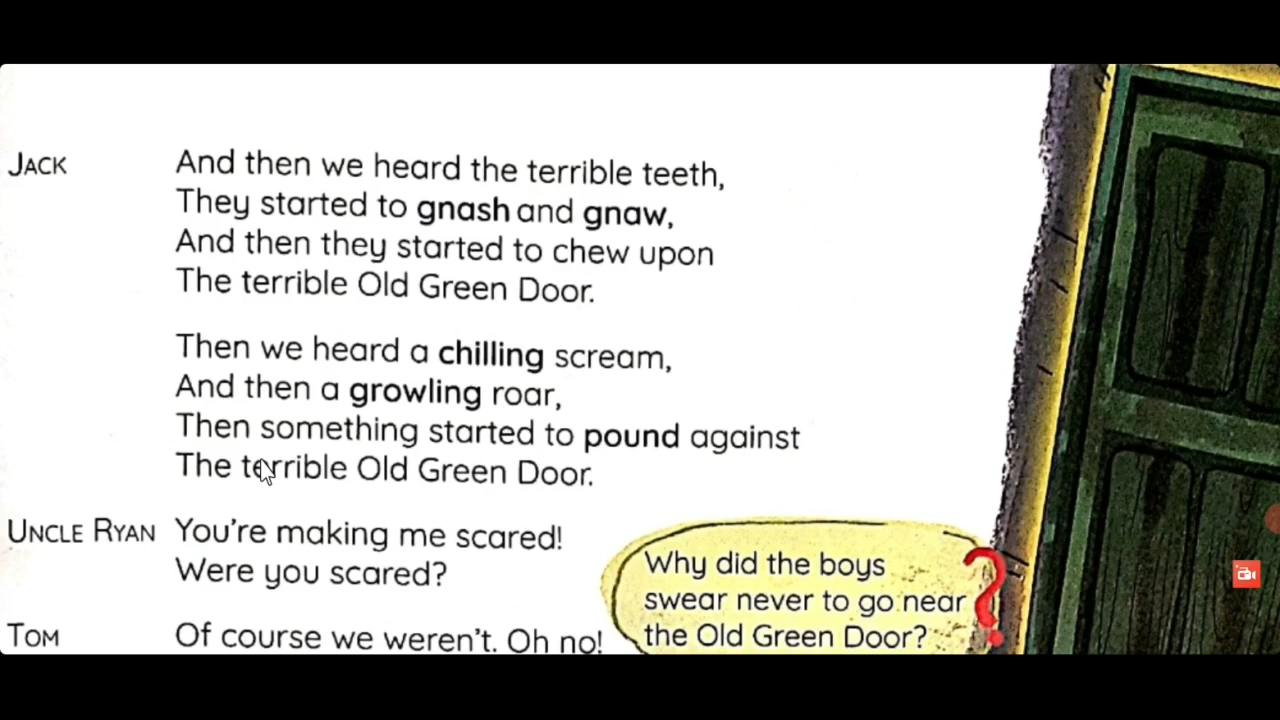 JACK And then we heard the terrible teeth,
They started to gnash and gnaw,
And then they started to chew upon
The terrible Old Green Door.
Then we heard a chilling scream,
And then a growling roar,
Then something started to pound against
The terrible Old Green Door.
UNCLE RYAN You're making me scared!
Were you scared?
TOM Of course we weren't. Oh no!
Why did the boys
swear never to go near
the Old Green Door?
?